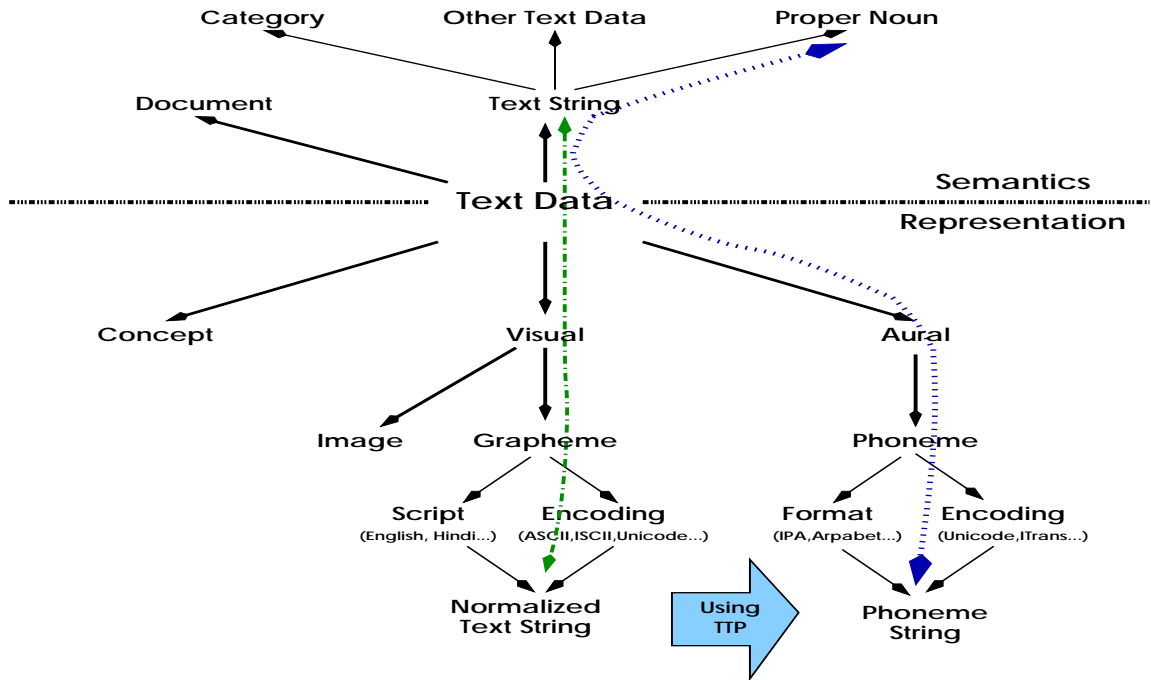 Category
Other Text Data
Proper Noun
Document
Text String
Semantics
Text Data
Representation
Concept
Visual
Aural
Image
Grapheme
Phoneme
Script
(English, Hindi...)
Encoding
(ASCII,ISCII,Unicode...)
Format
(IPA,Arpabet...)
Encoding
(Unicode,ITrans...)
Normalized
Text String
Using
TTP
Phoneme
String